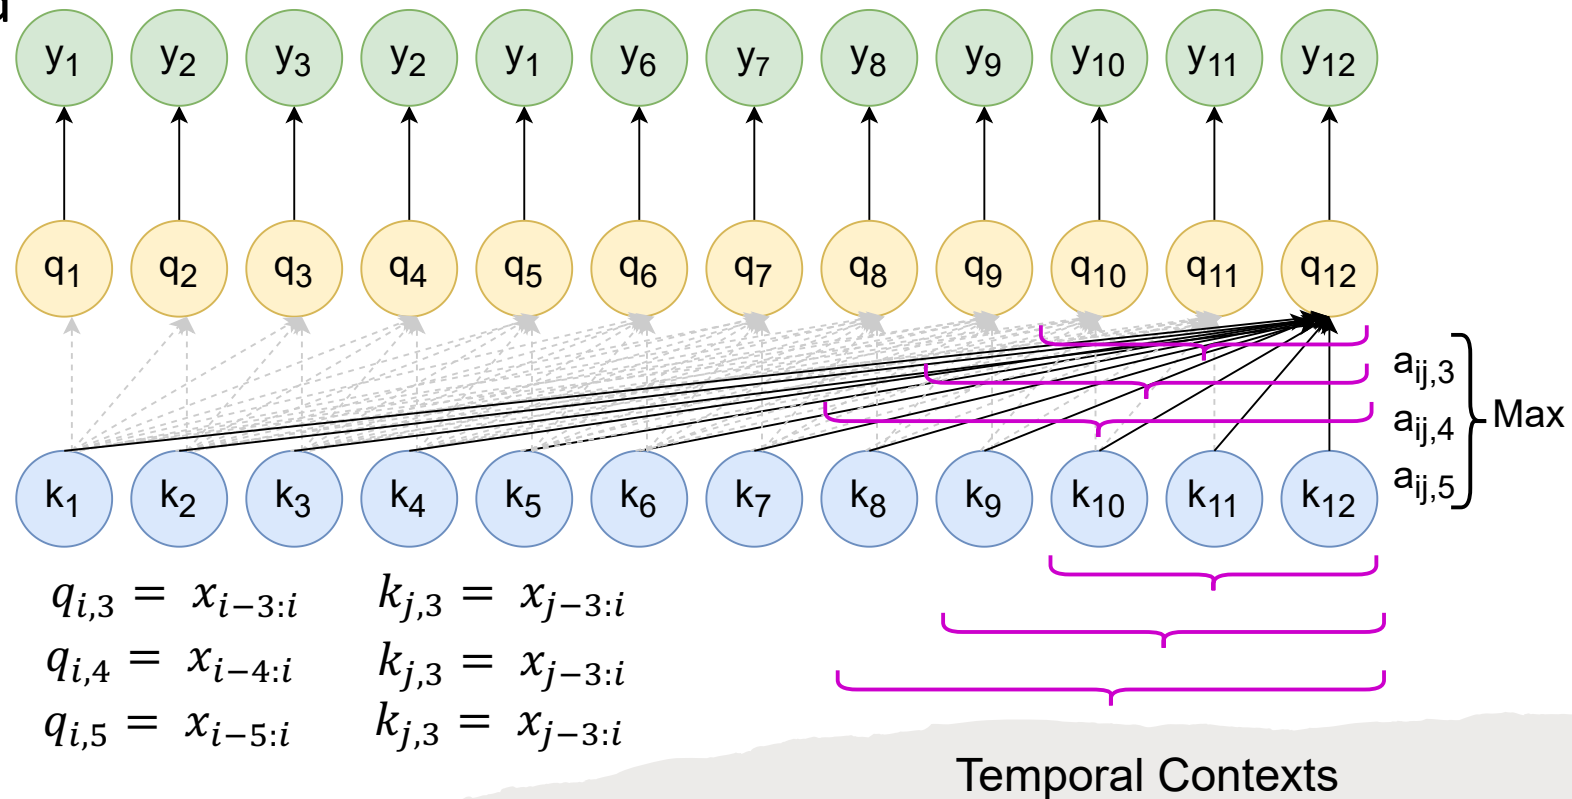 y1 y2 y3 y2 y1 y6 y7 y8 y9 y10 y11 y12
q1 q2 q3 q4 q5 q6 q7 q8 q9 q10 q11 q12
aij,3
aij,4 Max
aij,5
k1 k2 k3 k4 k5 k6 k7 k8 k9 k10 k11 k12
qi,3 = xi−3:i kj,3 = xj−3:i
qi,4 = xi−4:i kj,3 = xj−3:i
qi,5 = xi−5:i kj,3 = xj−3:i
Temporal Contexts